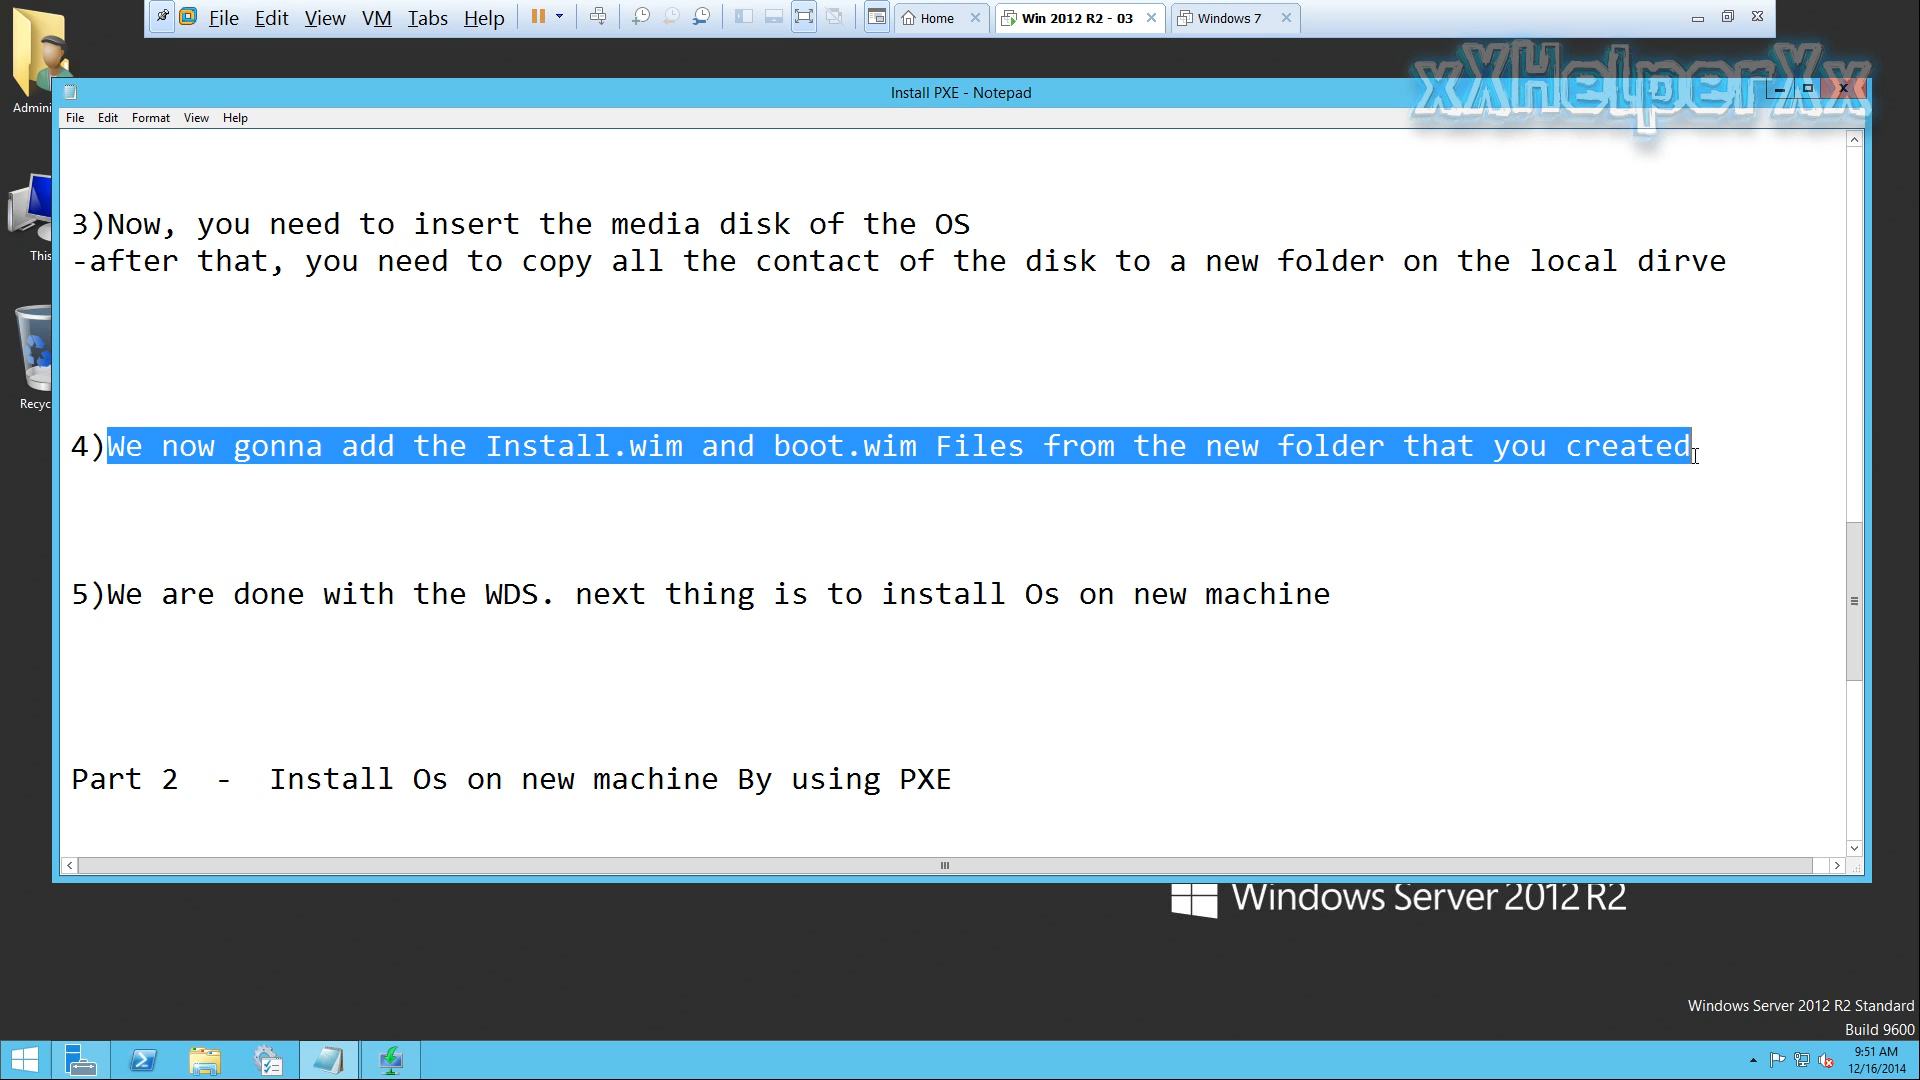 File Edit View VM Tabs Help Home Win 2012 R2 - 03 Windows 7
xXHelperXx
Install PXE - Notepad
File Edit Format View Help
Admini
This
Recyc
3)Now, you need to insert the media disk of the OS
-after that, you need to copy all the contact of the disk to a new folder on the local dirve
4)We now gonna add the Install.wim and boot.wim Files from the new folder that you created
5)We are done with the WDS. next thing is to install Os on new machine
Part 2  -  Install Os on new machine By using PXE
Windows Server 2012 R2
Windows Server 2012 R2 Standard
Build 9600
9:51 AM
12/16/2014